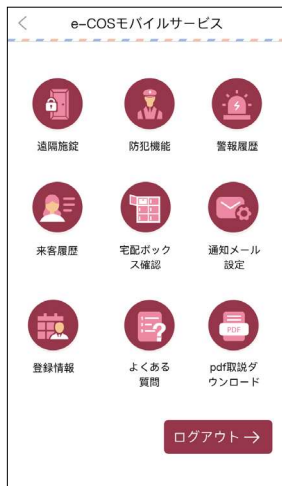 e-COSモバイルサービス
遠隔施錠 防犯機能 警報履歴
来客履歴 宅配ボック 通知メール
ス確認 設定
PDF
登録情報 よくある pdf取説ダ
質問 ウンロード
ログアウト→